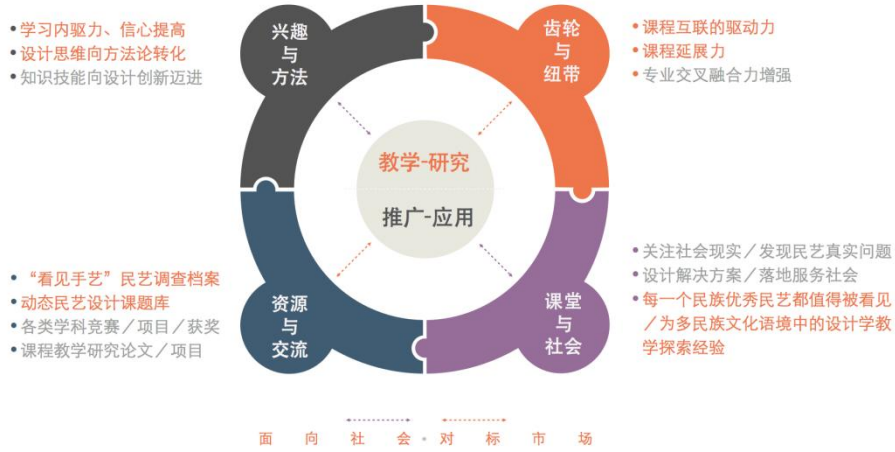 • 学习内驱力、信心提高
• 设计思维向方法论转化
• 知识技能向设计创新迈进
兴趣
与
方法
齿轮
与
纽带
• 课程互联的驱动力
• 课程延展力
• 专业交叉融合力增强
教学-研究
推广-应用
• “看见手艺”民艺调查档案
• 动态民艺设计课题库
• 各类学科竞赛／项目／获奖
• 课程教学研究论文／项目
资源
与
交流
课堂
与
社会
• 关注社会现实／发现民艺真实问题
• 设计解决方案／落地服务社会
• 每一个民族优秀民艺都值得被看见
／为多民族文化语境中的设计学教
学探索经验
面向社会·对标市场